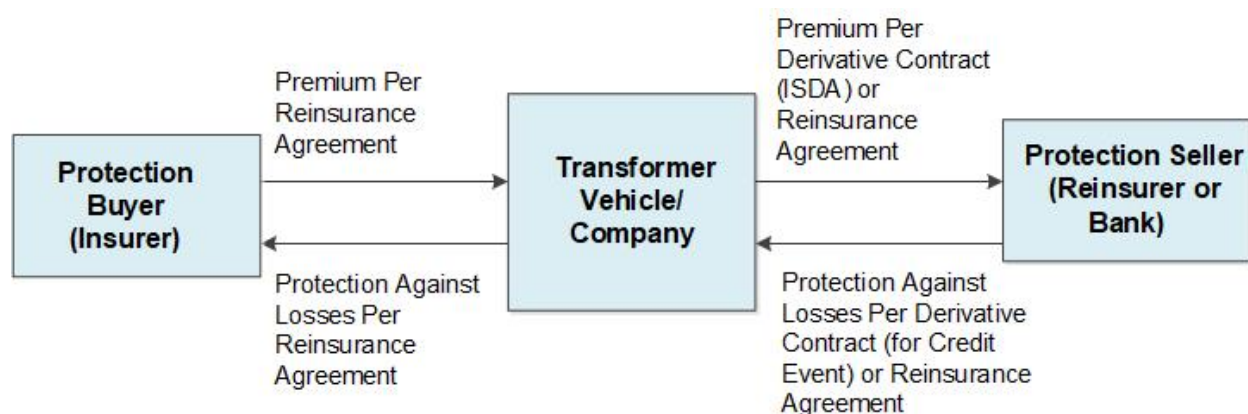 Protection
Buyer
(Insurer)
Premium Per
Reinsurance
Agreement
Protection Against
Losses Per
Reinsurance
Agreement
Transformer
Vehicle/
Company
Premium Per
Derivative Contract
(ISDA) or
Reinsurance
Agreement
Protection Against
Losses Per Derivative
Contract (for Credit
Event) or Reinsurance
Agreement
Protection Seller
(Reinsurer or
Bank)